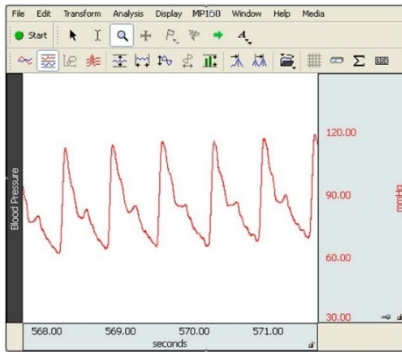 File Edit Transform Analysis Display MP150 Window Help Media
Start
Blood Pressure
120.00
90.00
60.00
30.00
mmHg
568.00 569.00 570.00 571.00
seconds